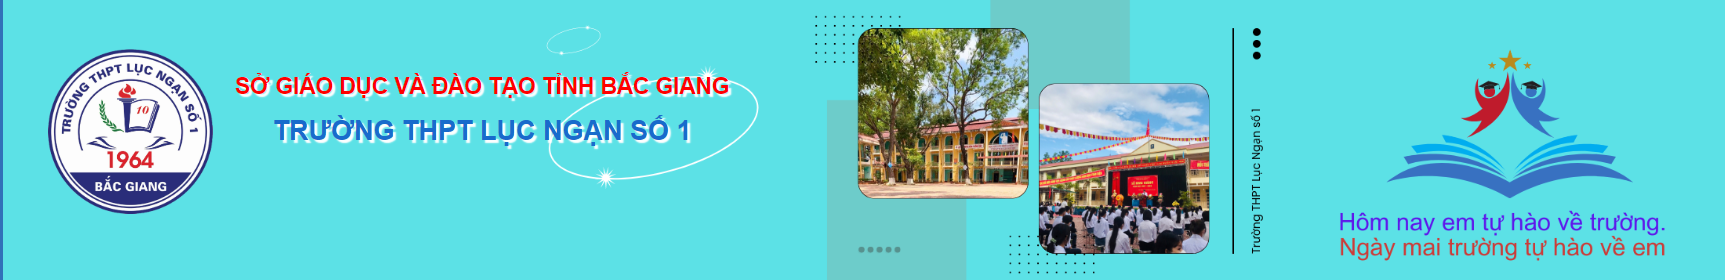 TRƯỜNG THPT LỤC NGẠN SỐ 1
10
1964
BẮC GIANG
SỞ GIÁO DỤC VÀ ĐÀO TẠO TỈNH BẮC GIANG
TRƯỜNG THPT LỤC NGẠN SỐ 1
Trường THPT Lục Ngạn số 1
Hôm nay em tự hào về trường.
Ngày mai trường tự hào về em